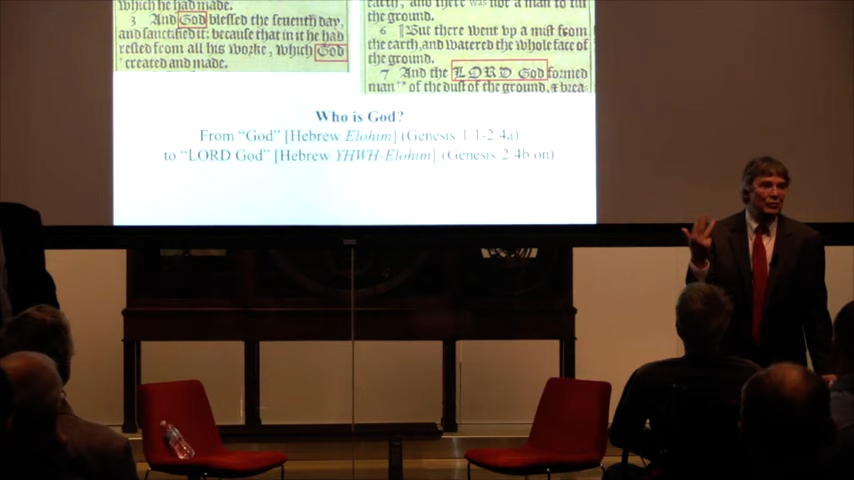 which he had made.
3 And God blessed the seuenth day,
and sanctified it: because that in it he had
rested from all his worke, which God
created and made.
earth, and there was not a man to till
the ground.
6 ¶ But there went vp a mist from
the earth, and watered the whole face of
the ground.
7 And the LORD God formed
man of the dust of the ground, & brea-
Who is God?
From “God” [Hebrew Elohim] (Genesis 1:1-2:4a)
to “LORD God” [Hebrew YHWH-Elohim] (Genesis 2:4b on)